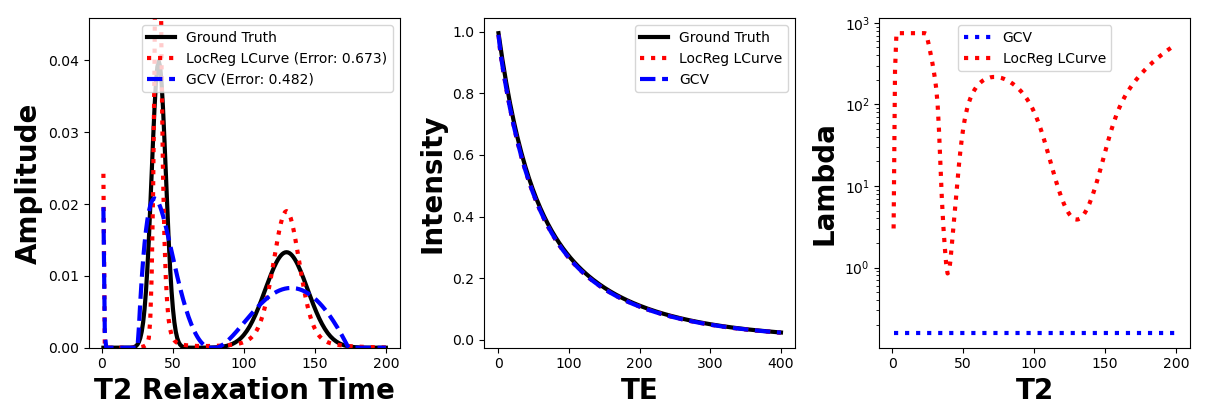 Amplitude
0.04
0.03
0.02
0.01
0.00
0
50
100
150
200
T2 Relaxation Time
Ground Truth
LocReg LCurve (Error: 0.673)
GCV (Error: 0.482)
Intensity
1.0
0.8
0.6
0.4
0.2
0.0
0
100
200
300
400
TE
Ground Truth
LocReg LCurve
GCV
Lambda
10³
10²
10¹
10⁰
0
50
100
150
200
T2
GCV
LocReg LCurve